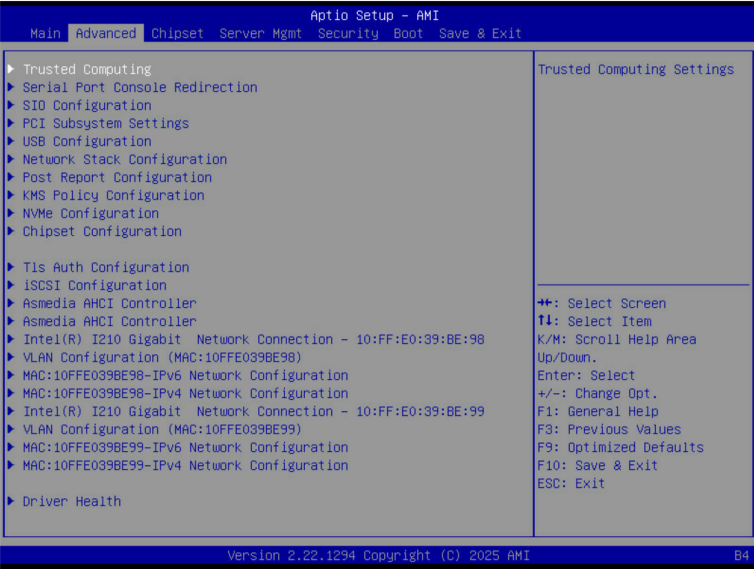 Aptio Setup – AMI
Main Advanced Chipset Server Mgmt Security Boot Save & Exit
▶ Trusted Computing
▶ Serial Port Console Redirection
▶ SIO Configuration
▶ PCI Subsystem Settings
▶ USB Configuration
▶ Network Stack Configuration
▶ Post Report Configuration
▶ KMS Policy Configuration
▶ NVMe Configuration
▶ Chipset Configuration
▶ Tls Auth Configuration
▶ iSCSI Configuration
▶ Asmedia AHCI Controller
▶ Asmedia AHCI Controller
▶ Intel(R) I210 Gigabit  Network Connection – 10:FF:E0:39:BE:98
▶ VLAN Configuration (MAC:10FFE039BE98)
▶ MAC:10FFE039BE98–IPv6 Network Configuration
▶ MAC:10FFE039BE98–IPv4 Network Configuration
▶ Intel(R) I210 Gigabit  Network Connection – 10:FF:E0:39:BE:99
▶ VLAN Configuration (MAC:10FFE039BE99)
▶ MAC:10FFE039BE99–IPv6 Network Configuration
▶ MAC:10FFE039BE99–IPv4 Network Configuration
▶ Driver Health
Trusted Computing Settings
→←: Select Screen
↑↓: Select Item
K/M: Scroll Help Area
Up/Down.
Enter: Select
+/–: Change Opt.
F1: General Help
F3: Previous Values
F9: Optimized Defaults
F10: Save & Exit
ESC: Exit
Version 2.22.1294 Copyright (C) 2025 AMI
B4